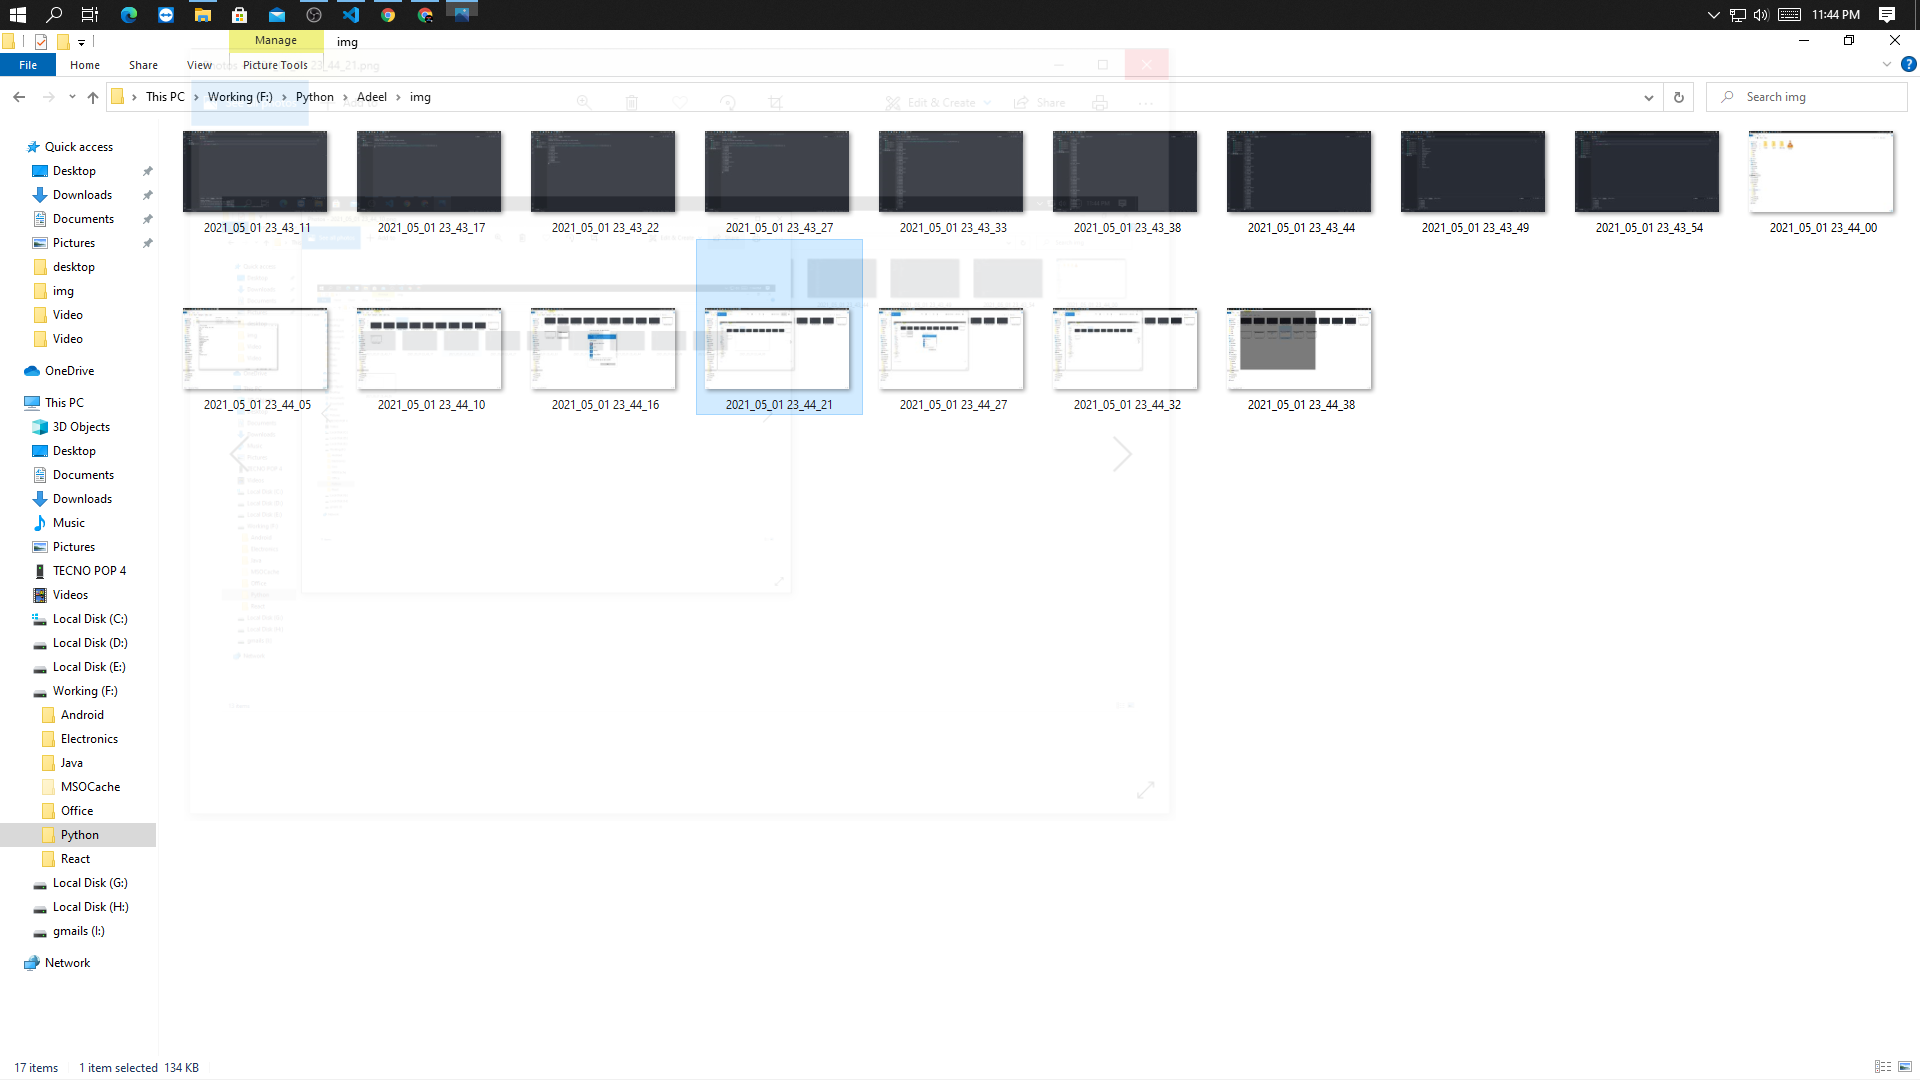 11:44 PM
Manage
img
File
Home
Share
View
Picture Tools
23_44_21.png
This PC
Working (F:)
Python
Adeel
img
Search img
Edit & Create
Share
Quick access
Desktop
Downloads
Documents
Pictures
desktop
img
Video
Video
OneDrive
This PC
3D Objects
Desktop
Documents
Downloads
Music
Pictures
TECNO POP 4
Videos
Local Disk (C:)
Local Disk (D:)
Local Disk (E:)
Working (F:)
Android
Electronics
Java
MSOCache
Office
Python
React
Local Disk (G:)
Local Disk (H:)
gmails (I:)
Network
2021_05_01 23_43_11
2021_05_01 23_43_17
2021_05_01 23_43_22
2021_05_01 23_43_27
2021_05_01 23_43_33
2021_05_01 23_43_38
2021_05_01 23_43_44
2021_05_01 23_43_49
2021_05_01 23_43_54
2021_05_01 23_44_00
2021_05_01 23_44_05
2021_05_01 23_44_10
2021_05_01 23_44_16
2021_05_01 23_44_21
2021_05_01 23_44_27
2021_05_01 23_44_32
2021_05_01 23_44_38
17 items
1 item selected 134 KB